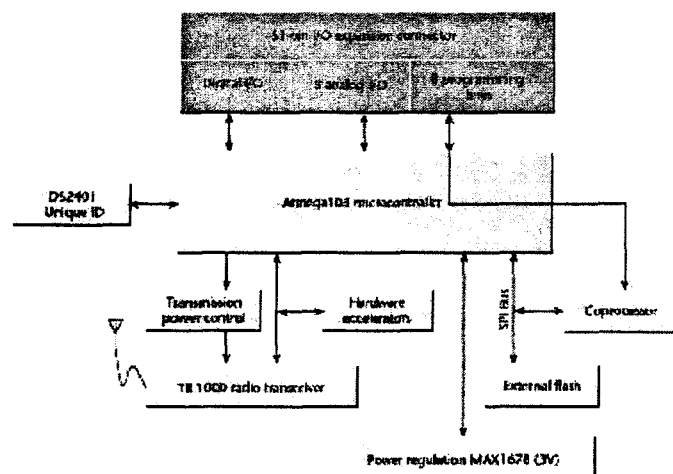 51-pin I/O expansion connector
Digital I/O
8 analog I/O
8 programming
lines
DS2401
Unique ID
Atmega103 microcontroller
Transmission
power control
Hardware
accelerators
SPI Bus
Coprocessor
TR 1000 radio transceiver
External flash
Power regulation MAX1678 (3V)